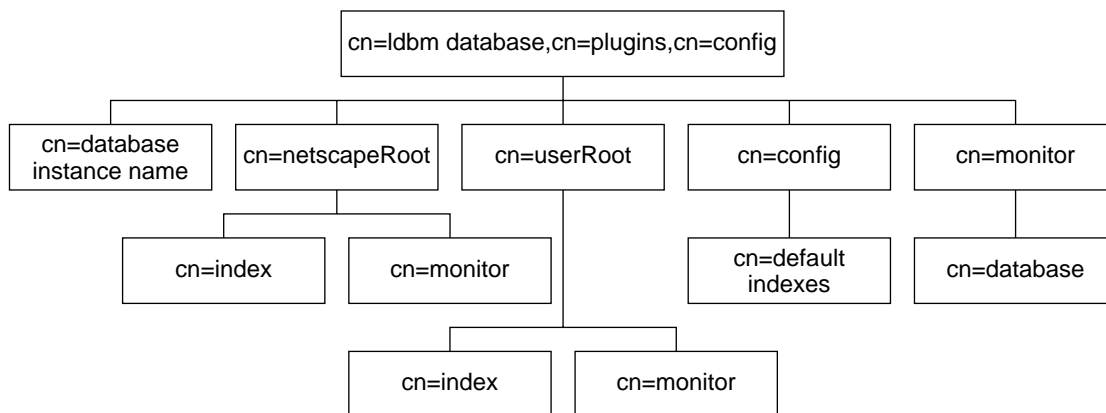 cn=ldbm database,cn=plugins,cn=config
cn=database
instance name
cn=netscapeRoot
cn=userRoot
cn=config
cn=monitor
cn=index
cn=monitor
cn=default
indexes
cn=database
cn=index
cn=monitor